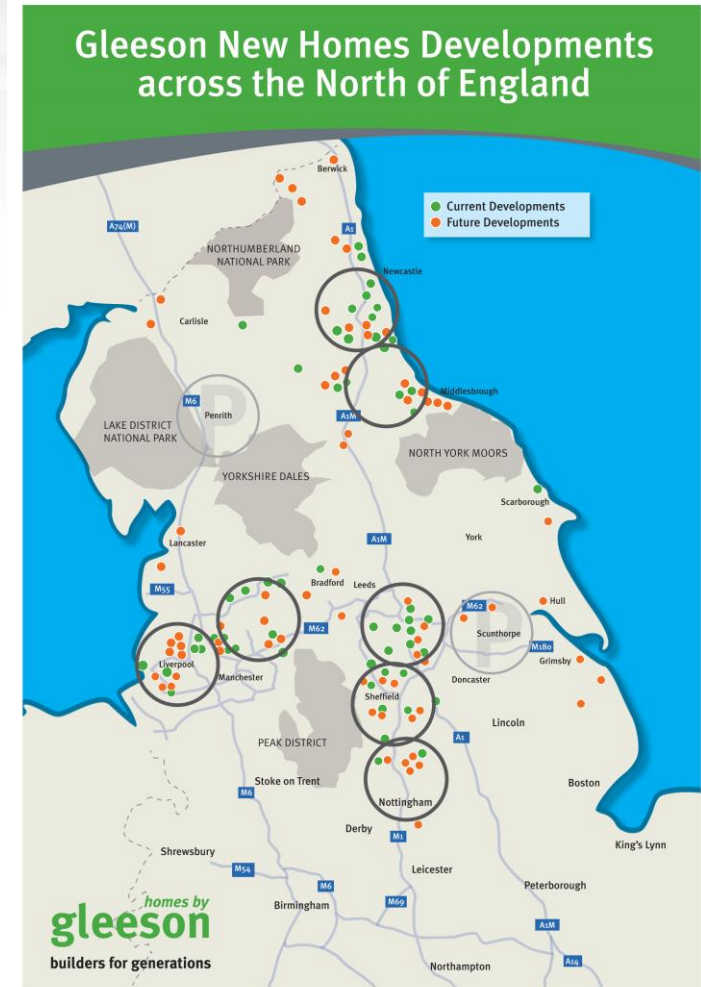 Gleeson New Homes Developments
across the North of England
Berwick
Current Developments
Future Developments
A74(M)
A1
NORTHUMBERLAND
NATIONAL PARK
Newcastle
Carlisle
M6
Penrith
P
Middlesbrough
A1M
LAKE DISTRICT
NATIONAL PARK
NORTH YORK MOORS
YORKSHIRE DALES
Scarborough
Lancaster
A1M
York
M55
Bradford
Leeds
M62
Hull
M62
Scunthorpe
P
M180
Grimsby
Liverpool
Manchester
Doncaster
Sheffield
Lincoln
PEAK DISTRICT
A1
Stoke on Trent
Boston
M6
Nottingham
Derby
M1
King's Lynn
Shrewsbury
M54
Leicester
M6
Peterborough
Birmingham
M69
homes by
gleeson
A1M
builders for generations
Northampton
A14